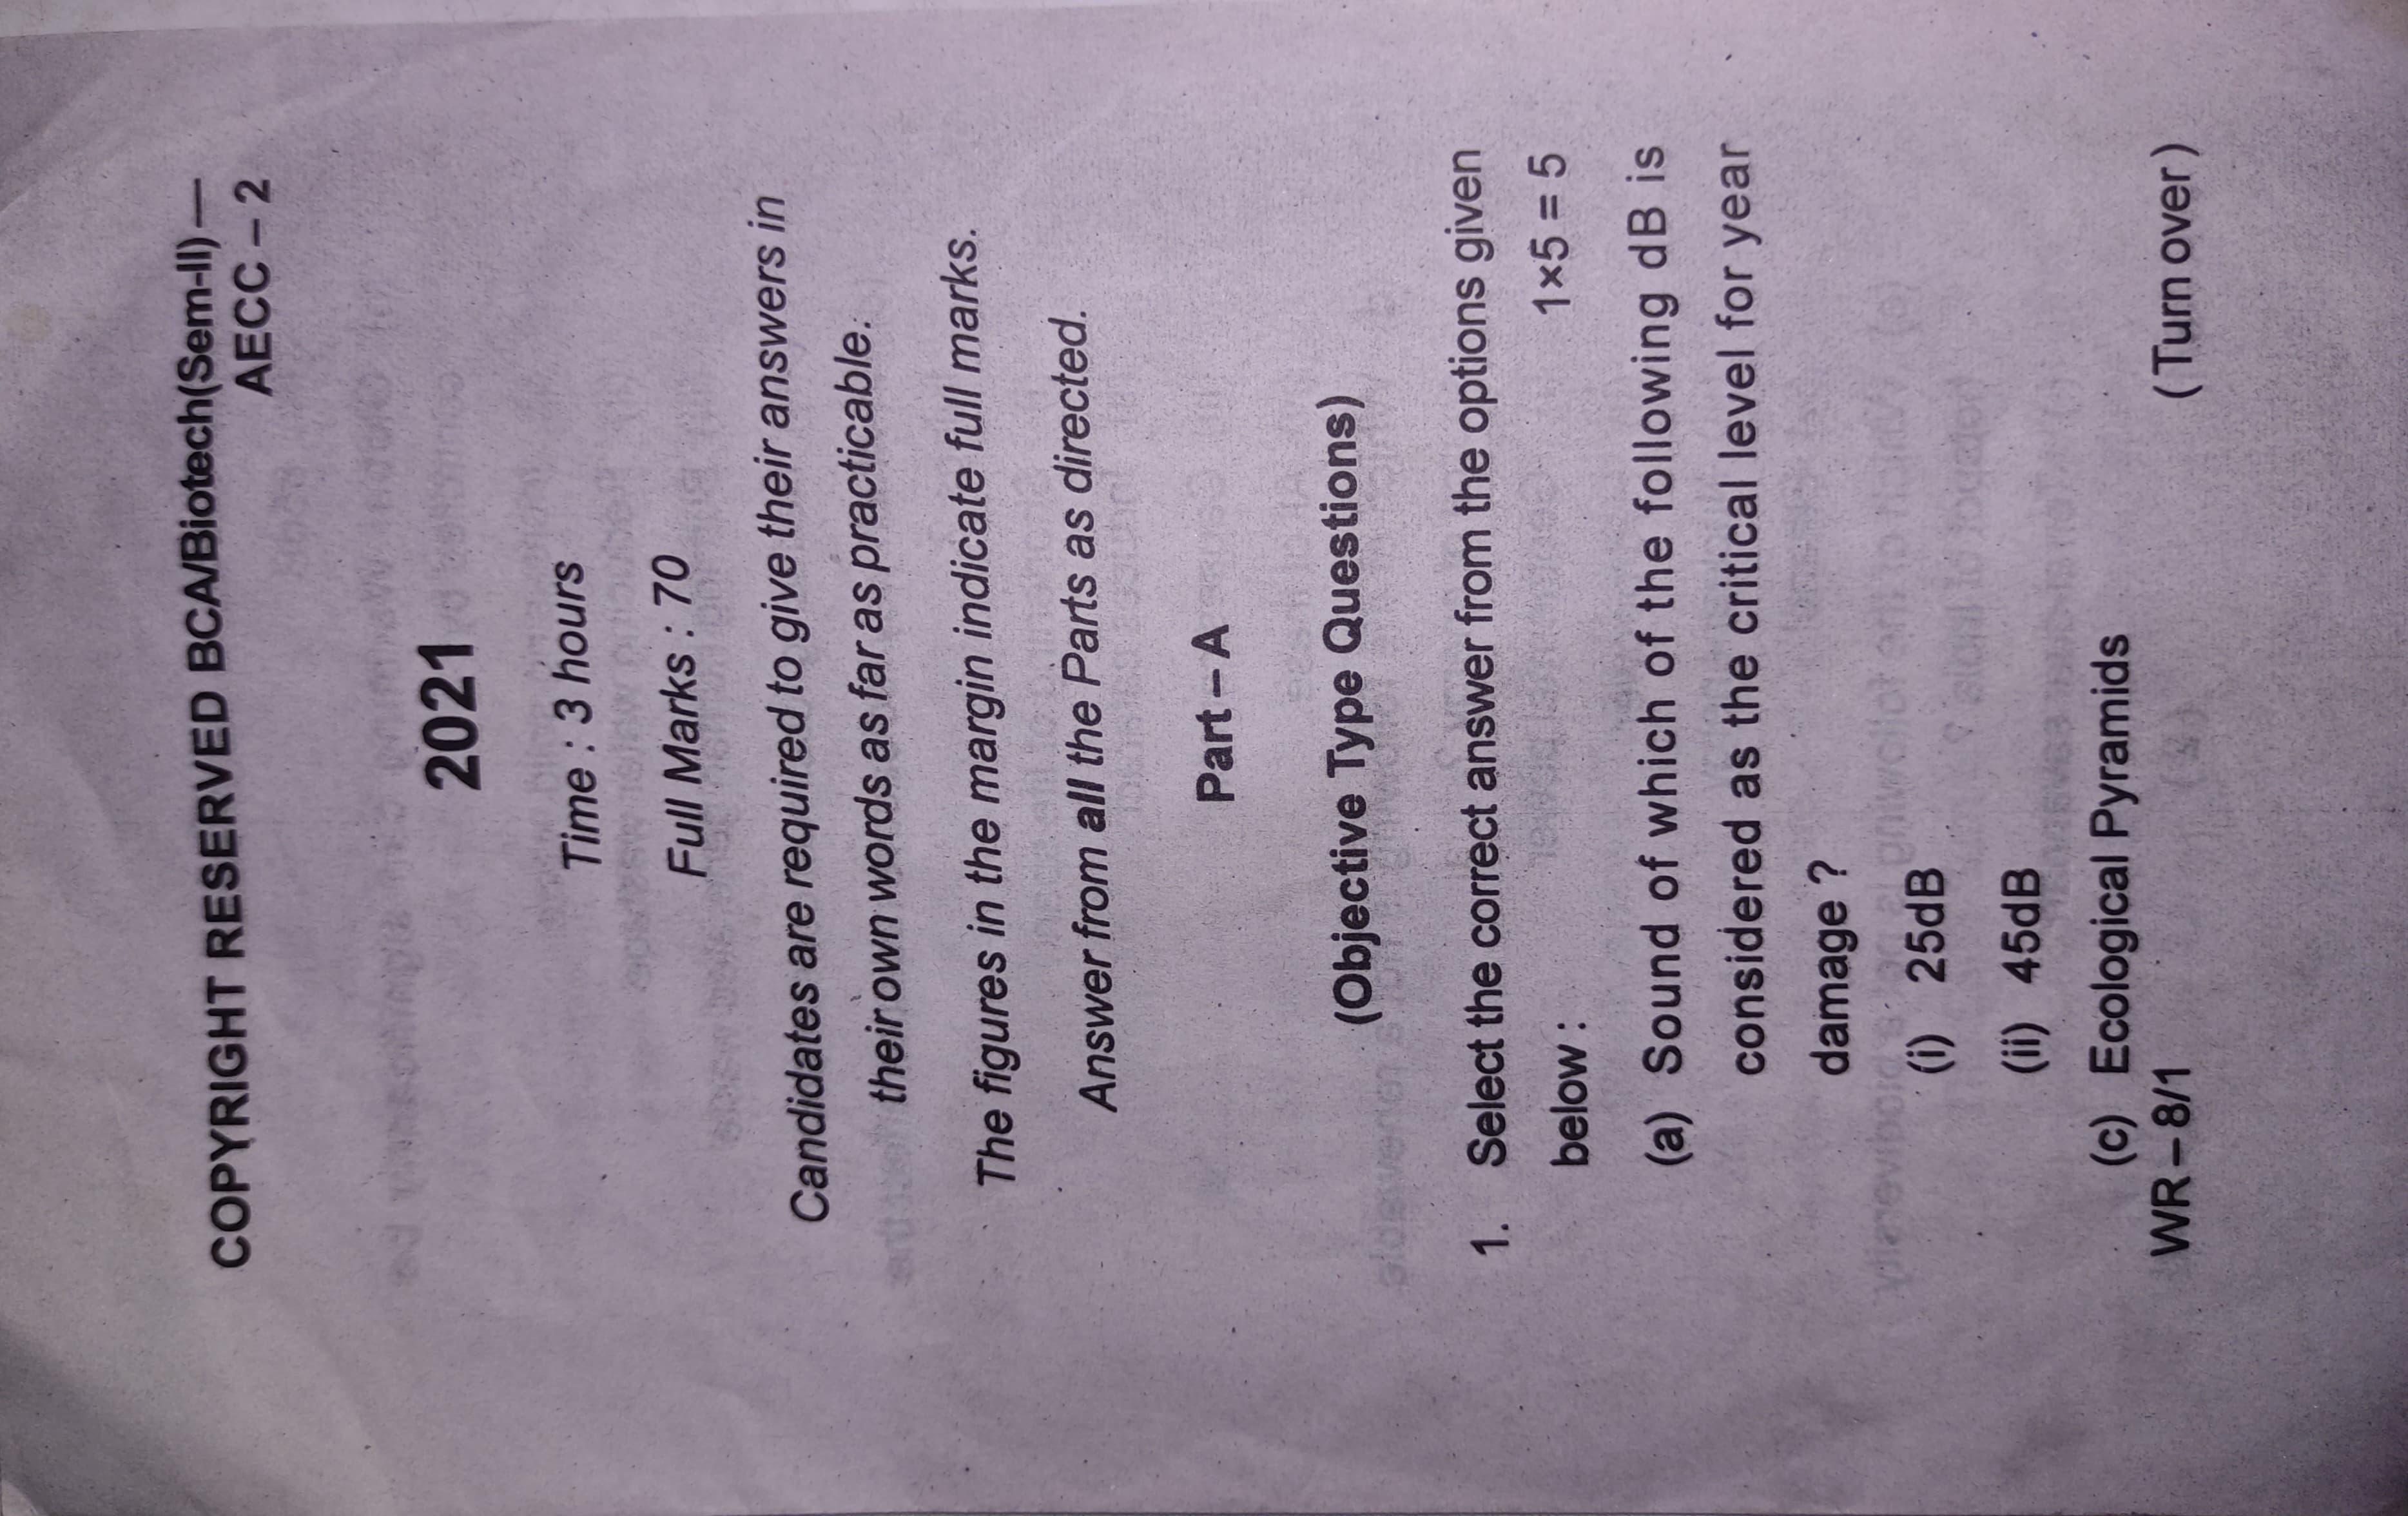 COPYRIGHT RESERVED BCA/Biotech(Sem-II) —
AECC – 2
2021
Time : 3 hours
Full Marks : 70
Candidates are required to give their answers in
their own words as far as practicable.
The figures in the margin indicate full marks.
Answer from all the Parts as directed.
Part – A
(Objective Type Questions)
1. Select the correct answer from the options given
below : 1×5 = 5
(a) Sound of which of the following dB is
considered as the critical level for year
damage ?
(i) 25dB
(ii) 45dB
(c) Ecological Pyramids
WR – 8/1 (Turn over)